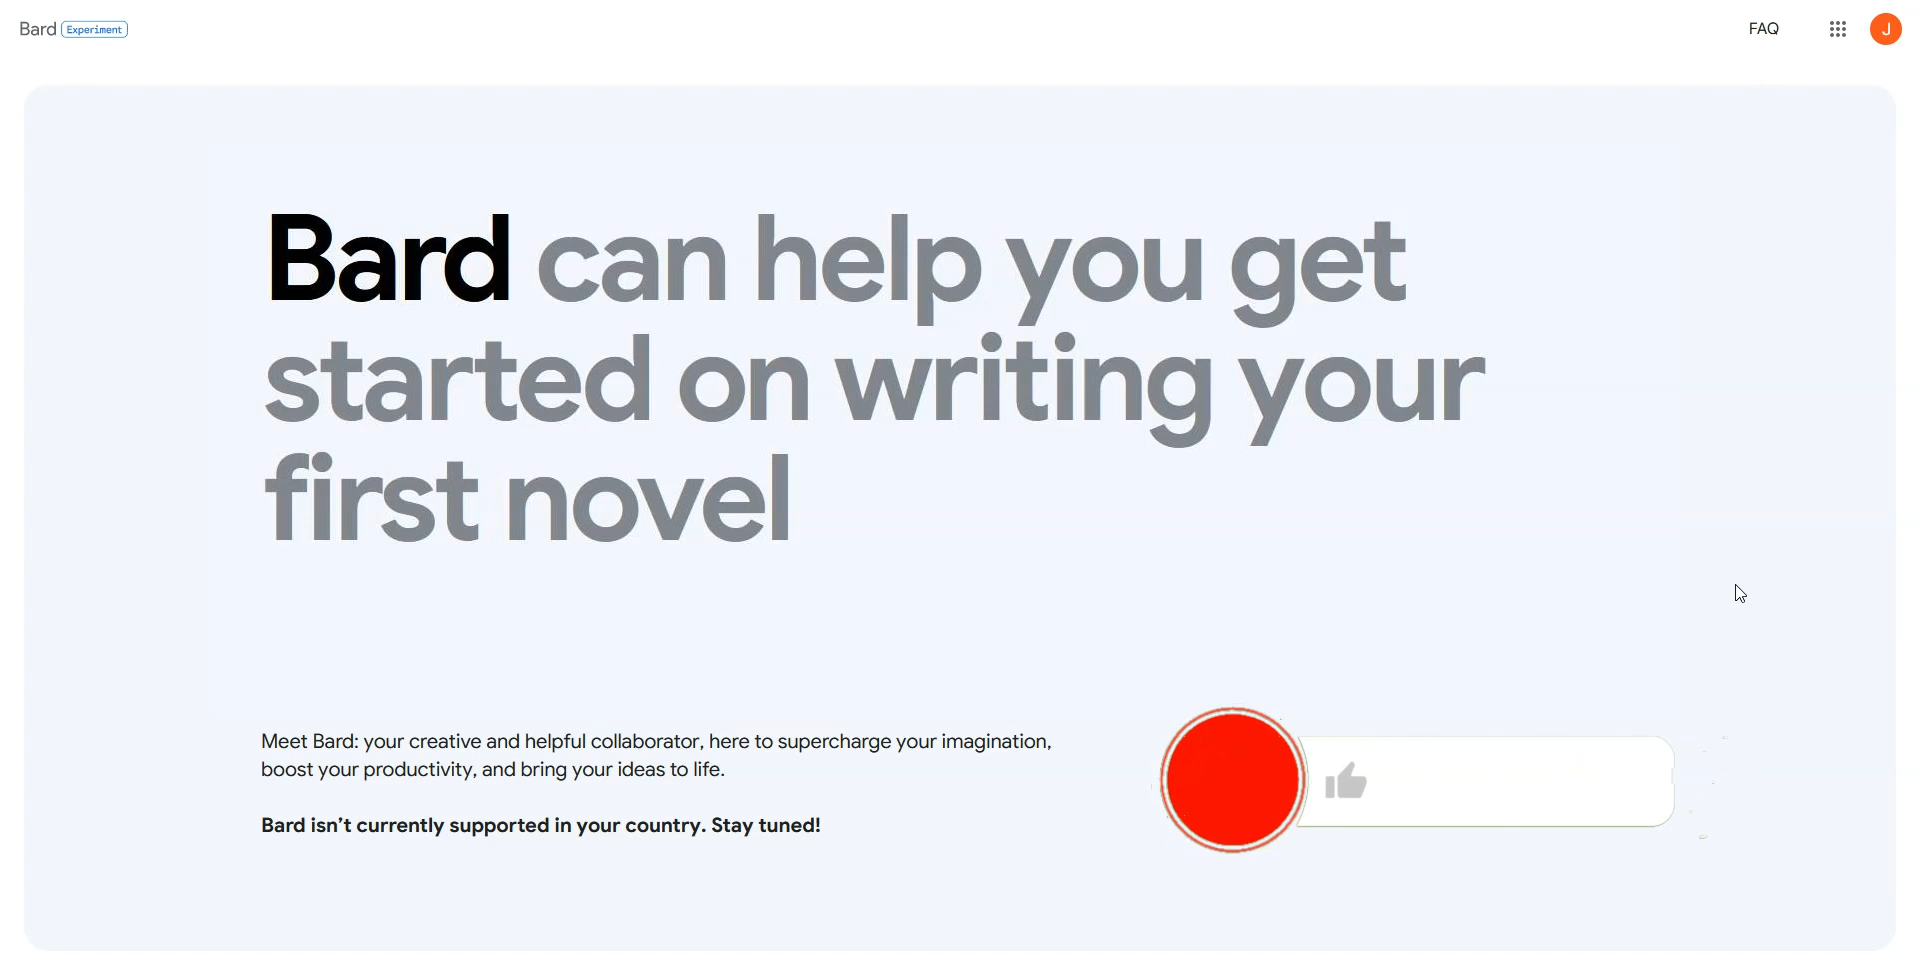 Bard Experiment
FAQ
J
Bard can help you get
started on writing your
first novel
Meet Bard: your creative and helpful collaborator, here to supercharge your imagination,
boost your productivity, and bring your ideas to life.
Bard isn’t currently supported in your country. Stay tuned!